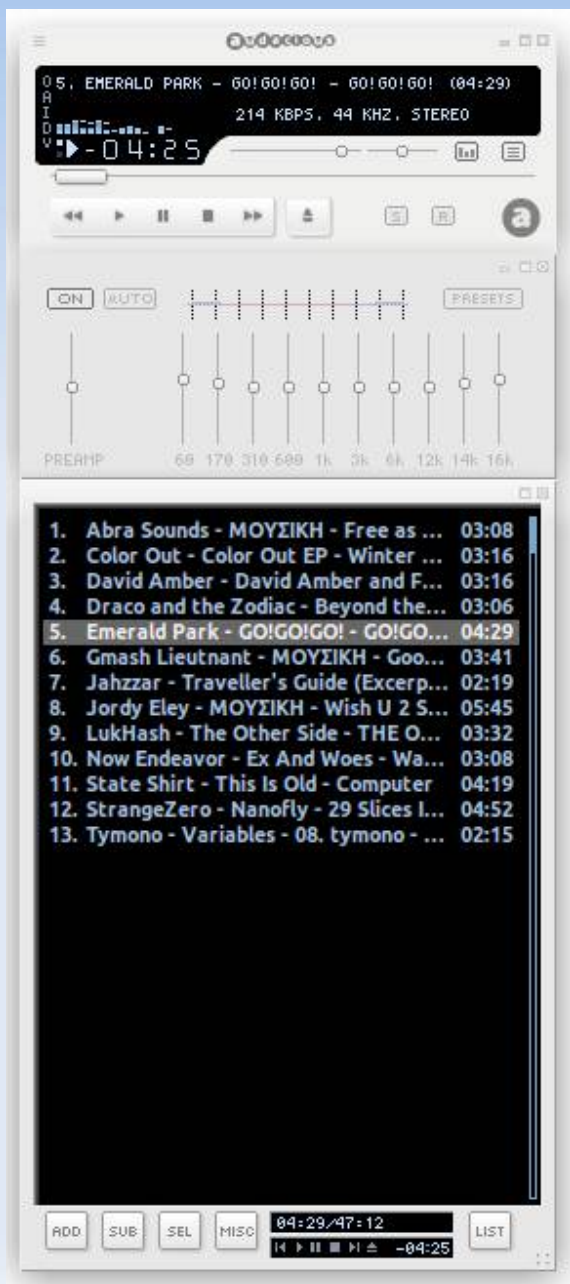 audacious
O
A
I
D
V
5. EMERALD PARK - GO!GO!GO! - GO!GO!GO! (04:29)
214 KBPS, 44 KHZ, STEREO
-04:25
S R a
ON AUTO PRESETS
PREAMP 60 170 310 600 1k 3k 6k 12k 14k 16k
1. Abra Sounds - ΜΟΥΣΙΚΗ - Free as ... 03:08
2. Color Out - Color Out EP - Winter ... 03:16
3. David Amber - David Amber and F... 03:16
4. Draco and the Zodiac - Beyond the... 03:06
5. Emerald Park - GO!GO!GO! - GO!GO... 04:29
6. Gmash Lieutnant - ΜΟΥΣΙΚΗ - Goo... 03:41
7. Jahzzar - Traveller's Guide (Excerp... 02:19
8. Jordy Eley - ΜΟΥΣΙΚΗ - Wish U 2 S... 05:45
9. LukHash - The Other Side - THE O... 03:32
10. Now Endeavor - Ex And Woes - Wa... 03:08
11. State Shirt - This Is Old - Computer 04:19
12. StrangeZero - Nanofly - 29 Slices I... 04:52
13. Tymono - Variables - 08. tymono - ... 02:15
ADD SUB SEL MISC 04:29/47:12 LIST
-04:25